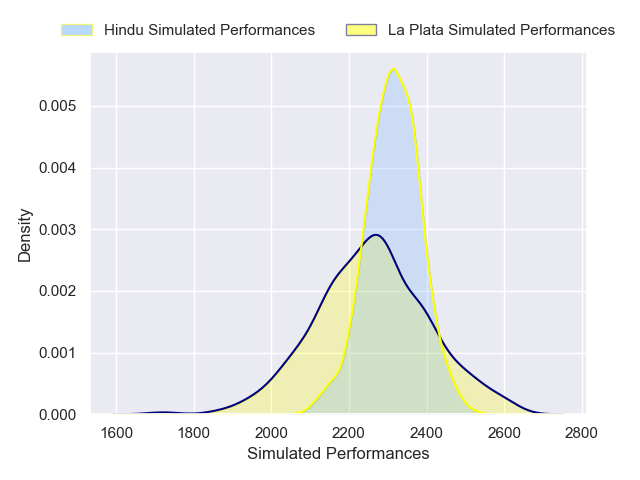 Hindu Simulated Performances La Plata Simulated Performances
0.005
0.004
0.003
0.002
0.001
0.000
Density
1600 1800 2000 2200 2400 2600 2800
Simulated Performances